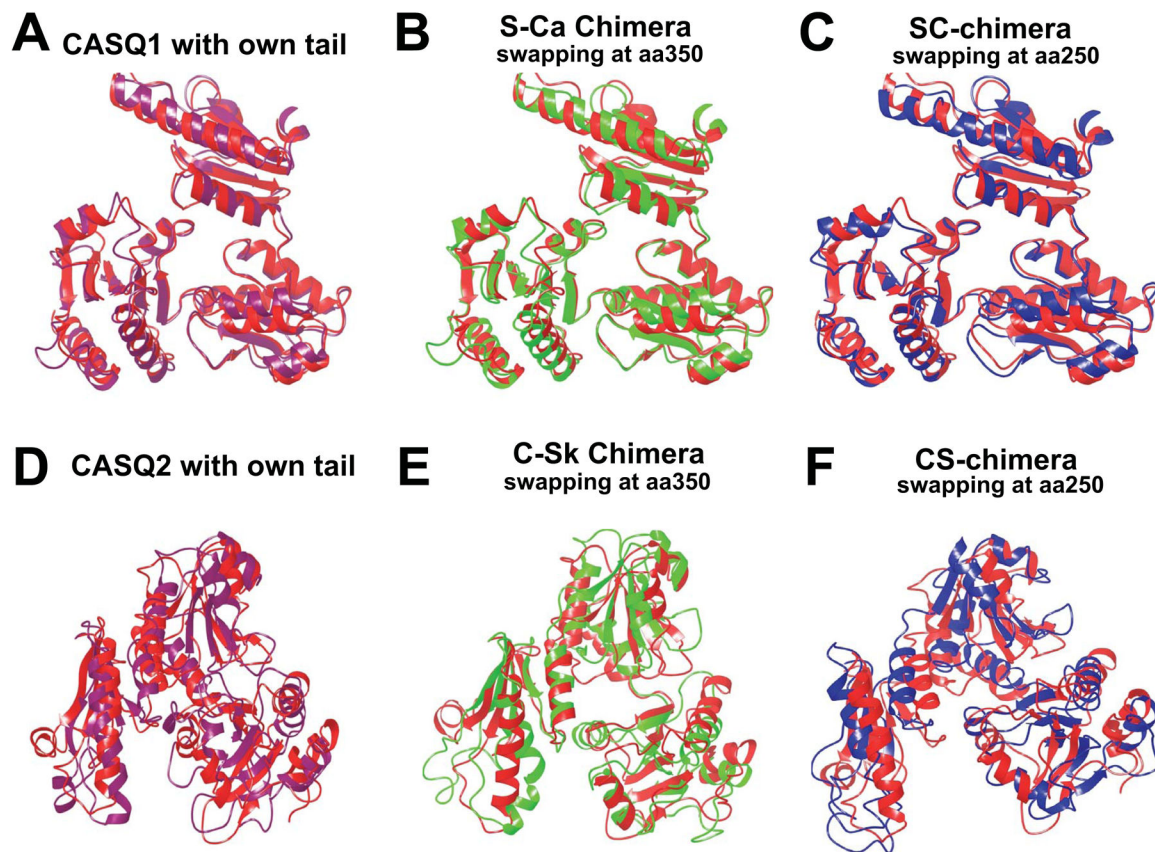 A
CASQ1 with own tail
B
S-Ca Chimera
swapping at aa350
C
SC-chimera
swapping at aa250
D
CASQ2 with own tail
E
C-Sk Chimera
swapping at aa350
F
CS-chimera
swapping at aa250